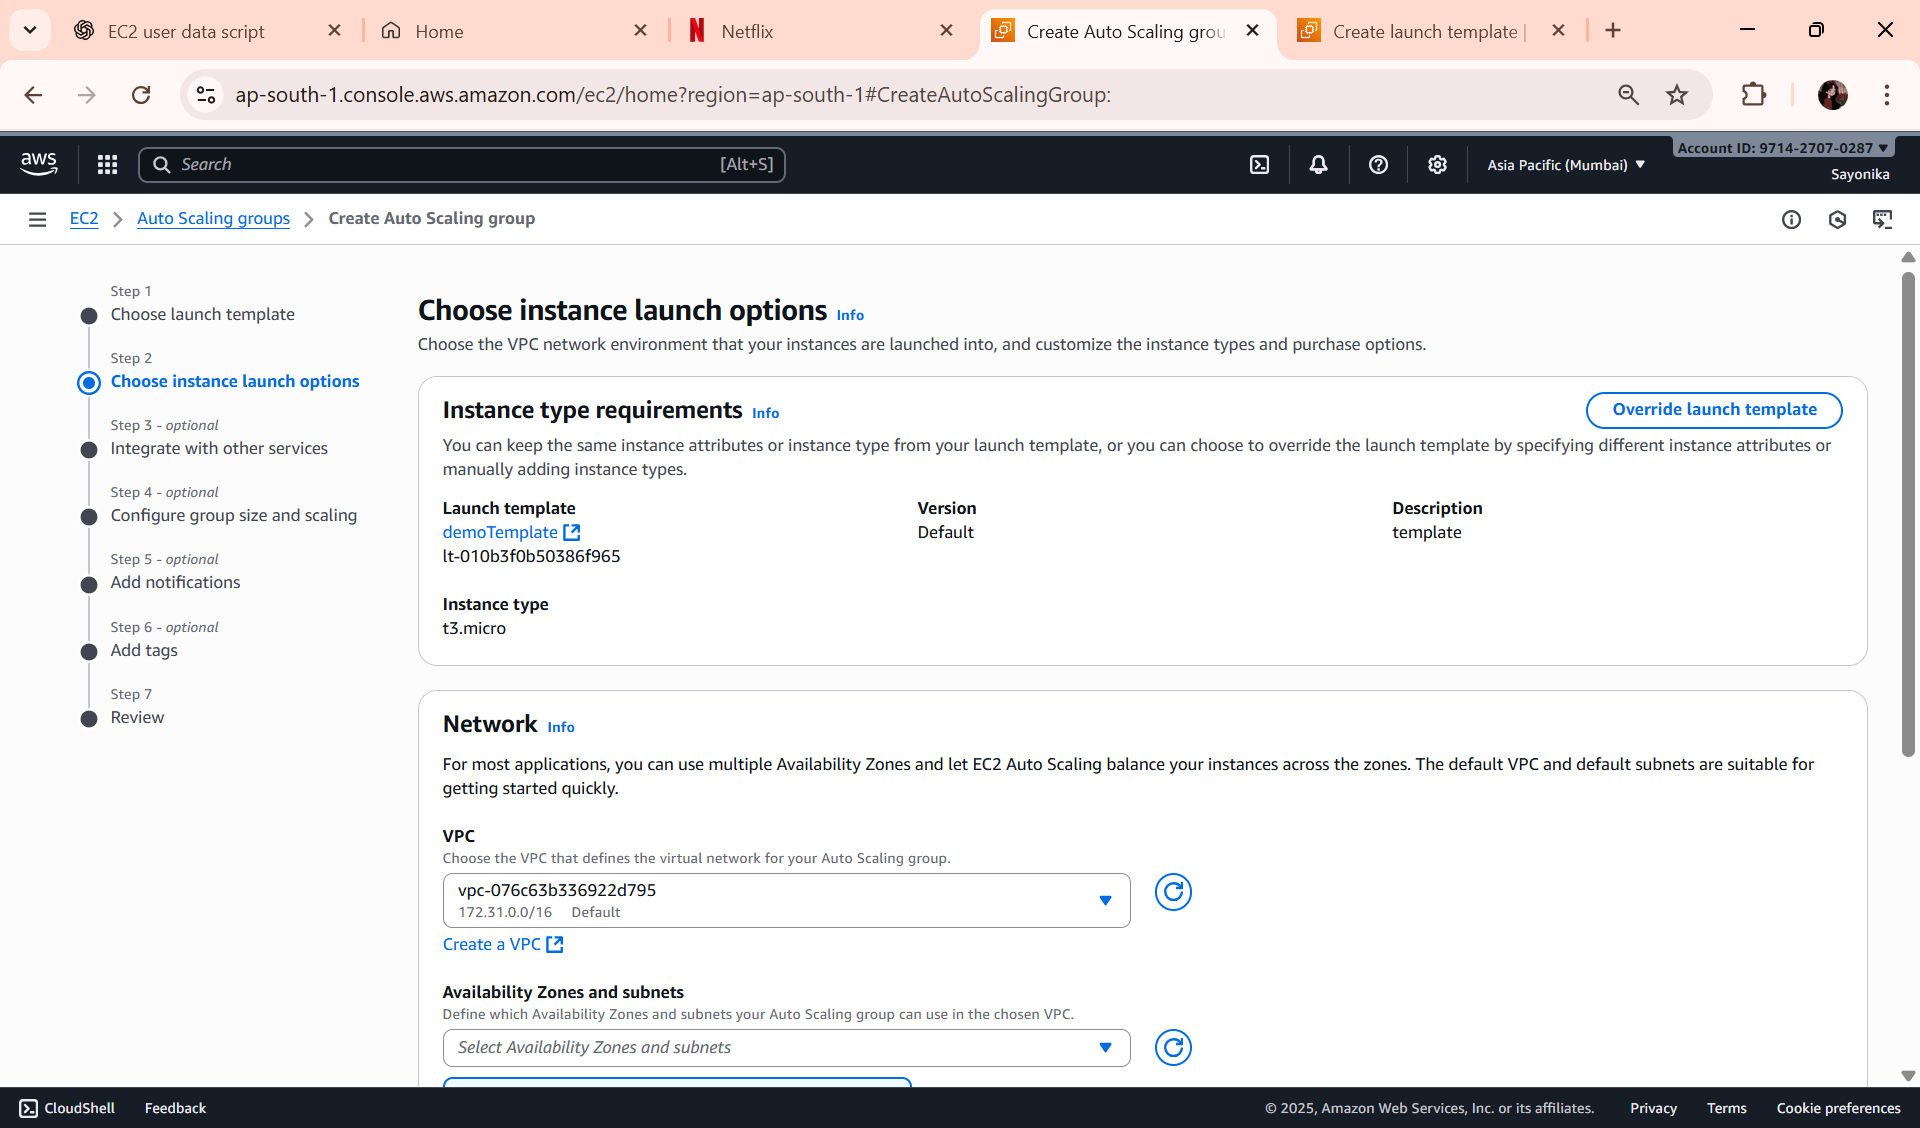 EC2 user data script
Home
Netflix
Create Auto Scaling grou
Create launch template |
ap-south-1.console.aws.amazon.com/ec2/home?region=ap-south-1#CreateAutoScalingGroup:
aws
Search
[Alt+S]
Asia Pacific (Mumbai)
Account ID: 9714-2707-0287
Sayonika
EC2
Auto Scaling groups
Create Auto Scaling group
Step 1
Choose launch template
Step 2
Choose instance launch options
Step 3 - optional
Integrate with other services
Step 4 - optional
Configure group size and scaling
Step 5 - optional
Add notifications
Step 6 - optional
Add tags
Step 7
Review
Choose instance launch options Info
Choose the VPC network environment that your instances are launched into, and customize the instance types and purchase options.
Instance type requirements Info
Override launch template
You can keep the same instance attributes or instance type from your launch template, or you can choose to override the launch template by specifying different instance attributes or
manually adding instance types.
Launch template
demoTemplate
lt-010b3f0b50386f965
Version
Default
Description
template
Instance type
t3.micro
Network Info
For most applications, you can use multiple Availability Zones and let EC2 Auto Scaling balance your instances across the zones. The default VPC and default subnets are suitable for
getting started quickly.
VPC
Choose the VPC that defines the virtual network for your Auto Scaling group.
vpc-076c63b336922d795
172.31.0.0/16 Default
Create a VPC
Availability Zones and subnets
Define which Availability Zones and subnets your Auto Scaling group can use in the chosen VPC.
Select Availability Zones and subnets
CloudShell
Feedback
© 2025, Amazon Web Services, Inc. or its affiliates.
Privacy
Terms
Cookie preferences